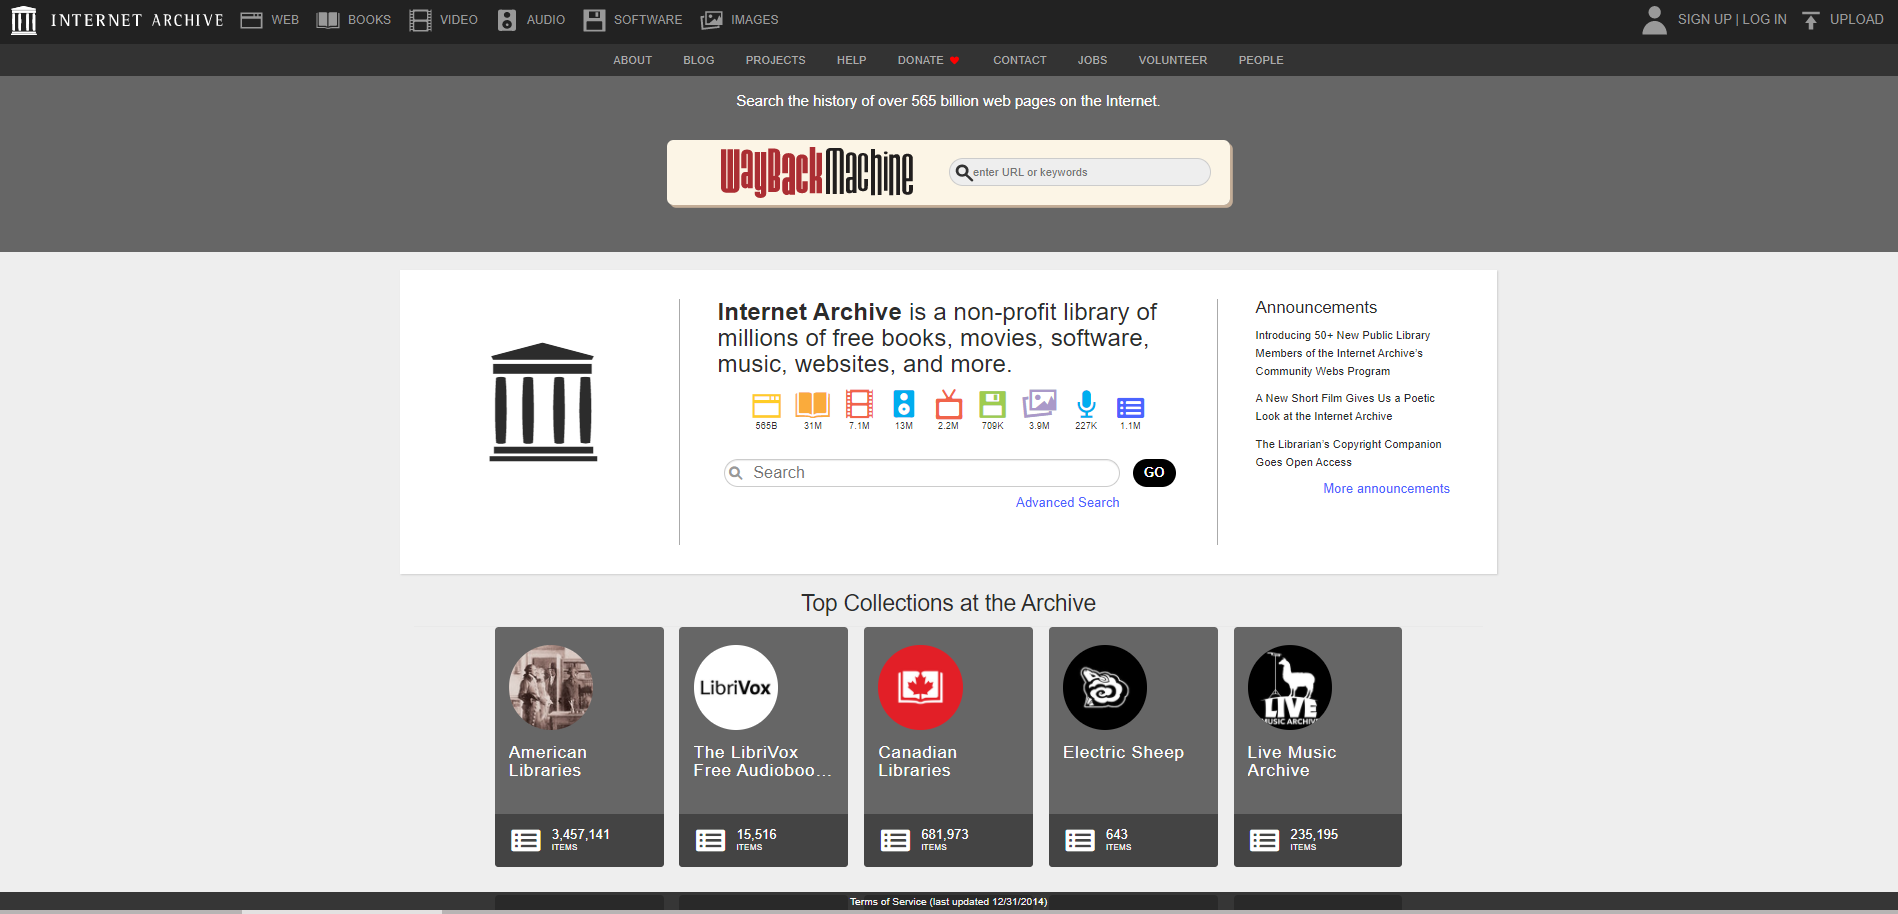 INTERNET ARCHIVE
WEB
BOOKS
VIDEO
AUDIO
SOFTWARE
IMAGES
SIGN UP | LOG IN
UPLOAD
ABOUT
BLOG
PROJECTS
HELP
DONATE
CONTACT
JOBS
VOLUNTEER
PEOPLE
Search the history of over 565 billion web pages on the Internet.
WayBackMachine
enter URL or keywords
Internet Archive is a non-profit library of
millions of free books, movies, software,
music, websites, and more.
565B
31M
7.1M
13M
2.2M
709K
3.9M
227K
1.1M
Search
GO
Advanced Search
Announcements
Introducing 50+ New Public Library
Members of the Internet Archive's
Community Webs Program
A New Short Film Gives Us a Poetic
Look at the Internet Archive
The Librarian's Copyright Companion
Goes Open Access
More announcements
Top Collections at the Archive
American
Libraries
3,457,141
ITEMS
LibriVox
The LibriVox
Free Audioboo...
15,516
ITEMS
Canadian
Libraries
681,973
ITEMS
Electric Sheep
643
ITEMS
LIVE
MUSIC ARCHIVE
Live Music
Archive
235,195
ITEMS
Terms of Service (last updated 12/31/2014)